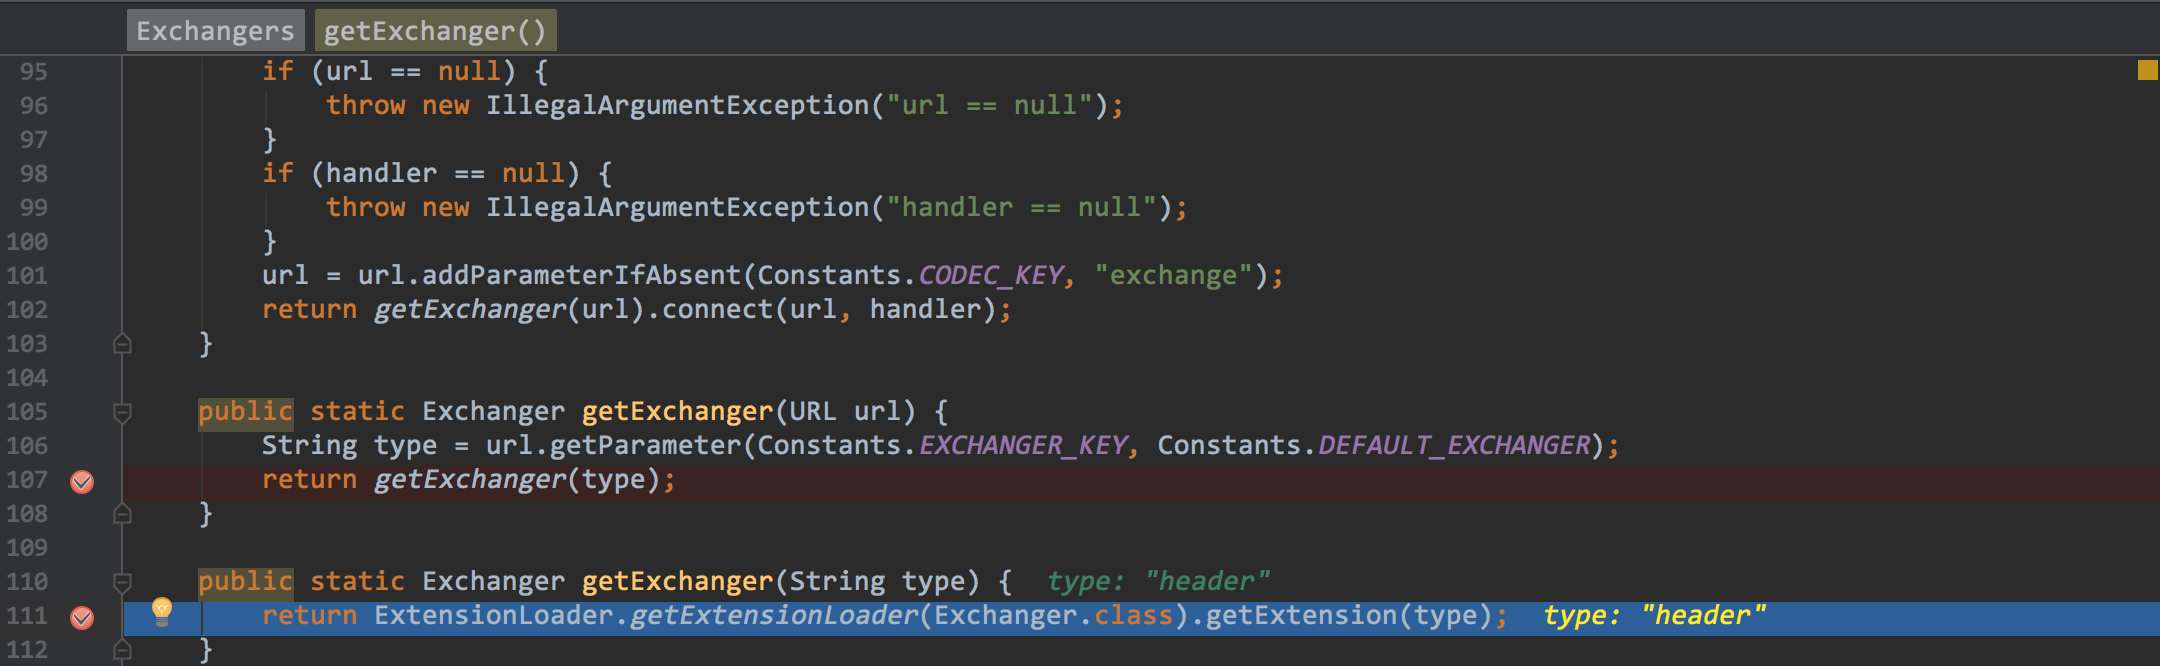 Exchangers getExchanger()
95 if (url == null) {
96 throw new IllegalArgumentException("url == null");
97 }
98 if (handler == null) {
99 throw new IllegalArgumentException("handler == null");
100 }
101 url = url.addParameterIfAbsent(Constants.CODEC_KEY, "exchange");
102 return getExchanger(url).connect(url, handler);
103 }
104
105 public static Exchanger getExchanger(URL url) {
106 String type = url.getParameter(Constants.EXCHANGER_KEY, Constants.DEFAULT_EXCHANGER);
107 return getExchanger(type);
108 }
109
110 public static Exchanger getExchanger(String type) { type: "header"
111 return ExtensionLoader.getExtensionLoader(Exchanger.class).getExtension(type); type: "header"
112 }